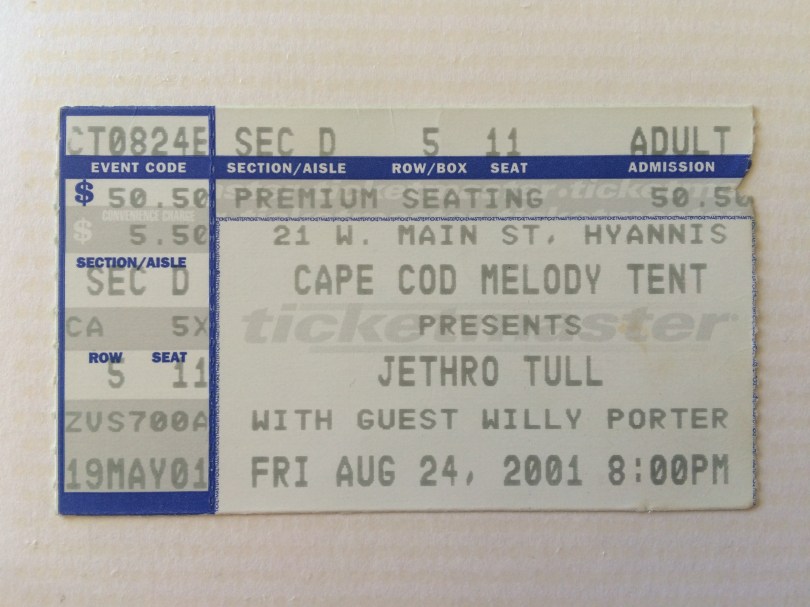 CT0824E SEC D 5 11 ADULT
EVENT CODE SECTION/AISLE ROW/BOX SEAT ADMISSION
$ 50.50 PREMIUM SEATING 50.50
CONVENIENCE CHARGE
$ 5.50
21 W. MAIN ST, HYANNIS
SECTION/AISLE
SEC D
CAPE COD MELODY TENT
CA 5X
ticketmaster
PRESENTS
ROW SEAT
5 11
JETHRO TULL
ZVS700A
WITH GUEST WILLY PORTER
19MAY01
FRI AUG 24, 2001 8:00PM